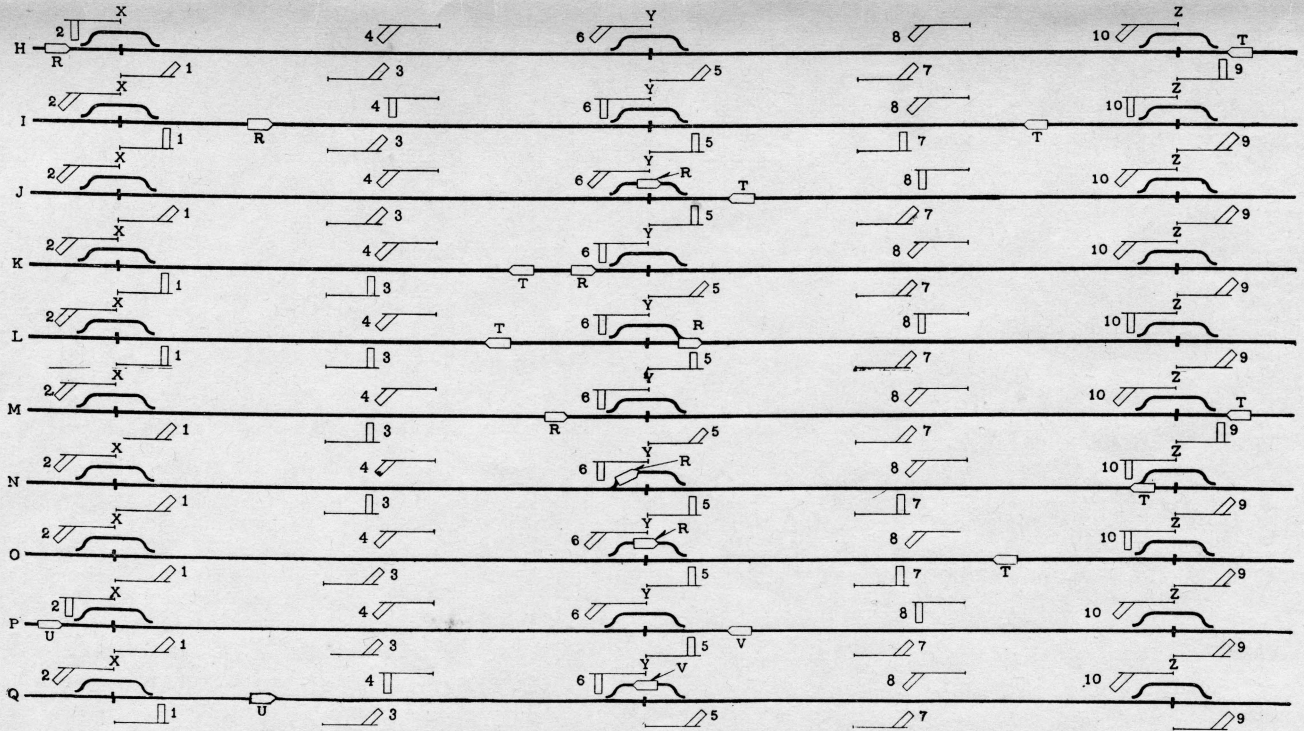 X Y Z
2 4 6 8 10
H R T
1 3 5 7 9
X Y Z
2 4 6 8 10
I R T
1 3 5 7 9
X Y Z
2 4 6 R 8 10
J T
1 3 5 7 9
X Y Z
2 4 6 8 10
K T R
1 3 5 7 9
X Y Z
2 4 6 8 10
L T R
1 3 5 7 9
X Y Z
2 4 6 8 10
M R T
1 3 5 7 9
X Y Z
2 4 6 R 8 10
N T
1 3 5 7 9
X Y Z
2 4 6 R 8 10
O T
1 3 5 7 9
X Y Z
2 4 6 8 10
P U V
1 3 5 7 9
X Y Z
2 4 6 V 8 10
Q U
1 3 5 7 9